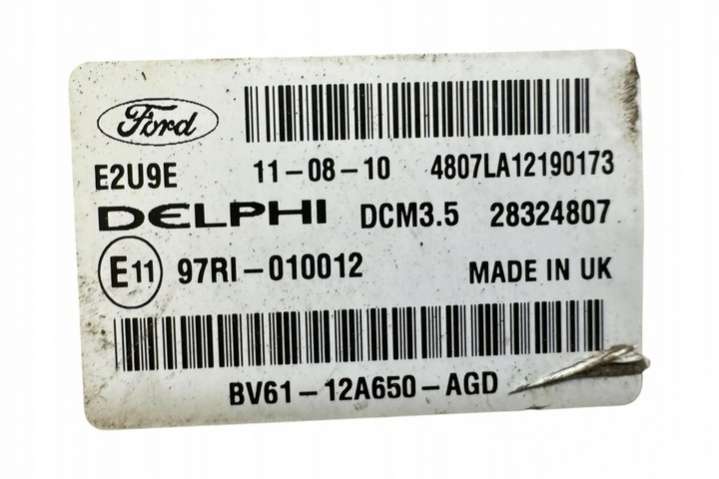 Ford
E2U9E 11-08-10 4807LA12190173
DELPHI DCM3.5 28324807
E11 97RI-010012 MADE IN UK
BV61-12A650-AGD